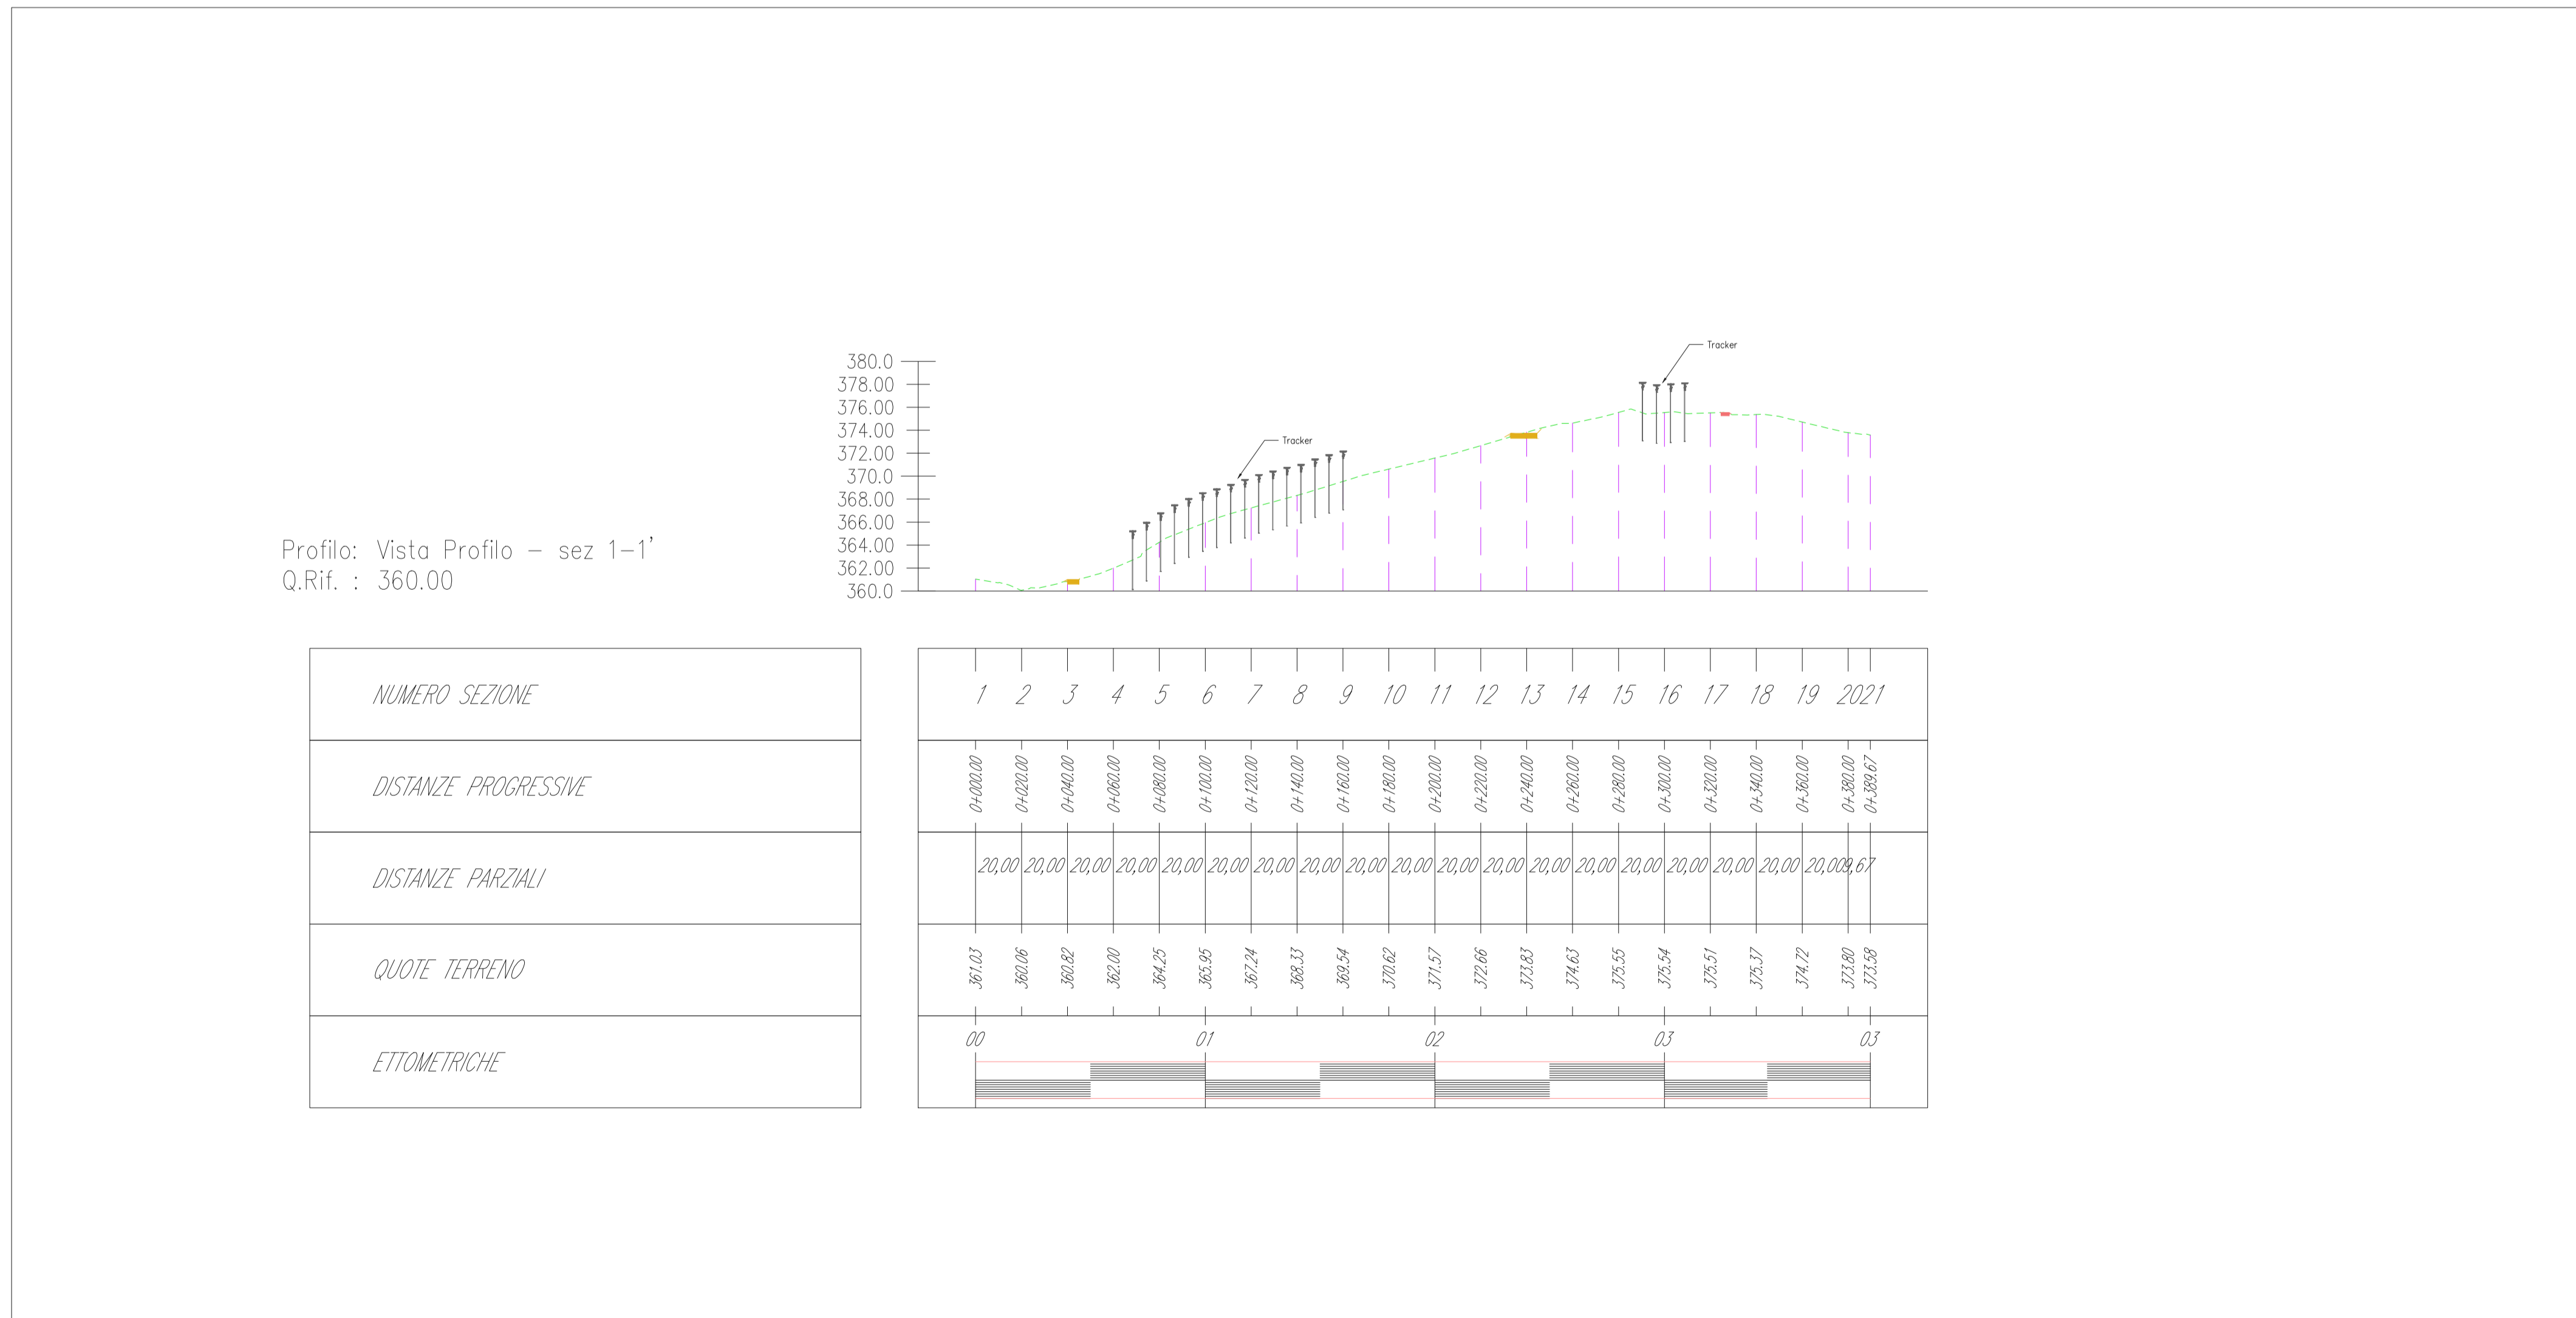 Tracker
380.0
378.00
376.00
374.00
372.00
370.0
368.00
366.00
364.00
362.00
360.0
Tracker
Profilo: Vista Profilo - sez 1-1'
Q.Rif. : 360.00
NUMERO SEZIONE 1 2 3 4 5 6 7 8 9 10 11 12 13 14 15 16 17 18 19 20 21
DISTANZE PROGRESSIVE 0+000.00 0+020.00 0+040.00 0+060.00 0+080.00 0+100.00 0+120.00 0+140.00 0+160.00 0+180.00 0+200.00 0+220.00 0+240.00 0+260.00 0+280.00 0+300.00 0+320.00 0+340.00 0+360.00 0+380.00 0+389.67
DISTANZE PARZIALI 20,00 20,00 20,00 20,00 20,00 20,00 20,00 20,00 20,00 20,00 20,00 20,00 20,00 20,00 20,00 20,00 20,00 20,00 20,00 9,67
QUOTE TERRENO 361.03 360.06 360.82 362.00 364.25 365.95 367.24 368.33 369.54 370.62 371.57 372.66 373.83 374.63 375.55 375.54 375.51 375.37 374.72 373.80 373.58
ETTOMETRICHE 00 01 02 03 03